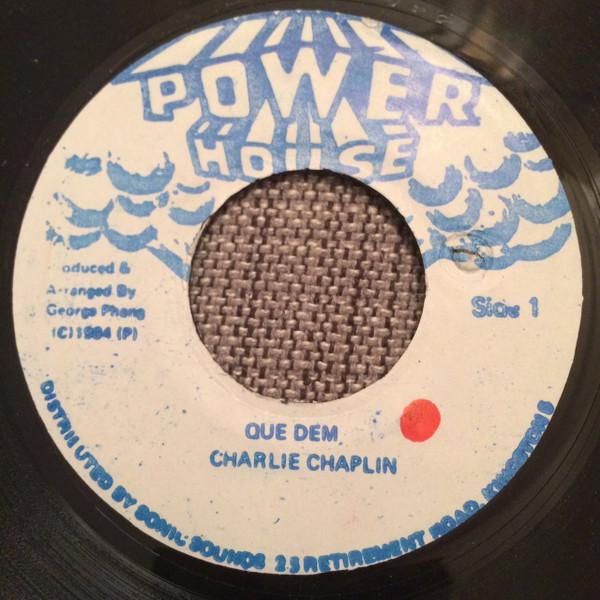 POWER
HOUSE
oduced &
Arranged By
George Phang
(C) 1984 (P)
Side 1
QUE DEM
CHARLIE CHAPLIN
DISTRIBUTED BY SONIC SOUNDS 25 RETIREMENT ROAD, KINGSTON 5